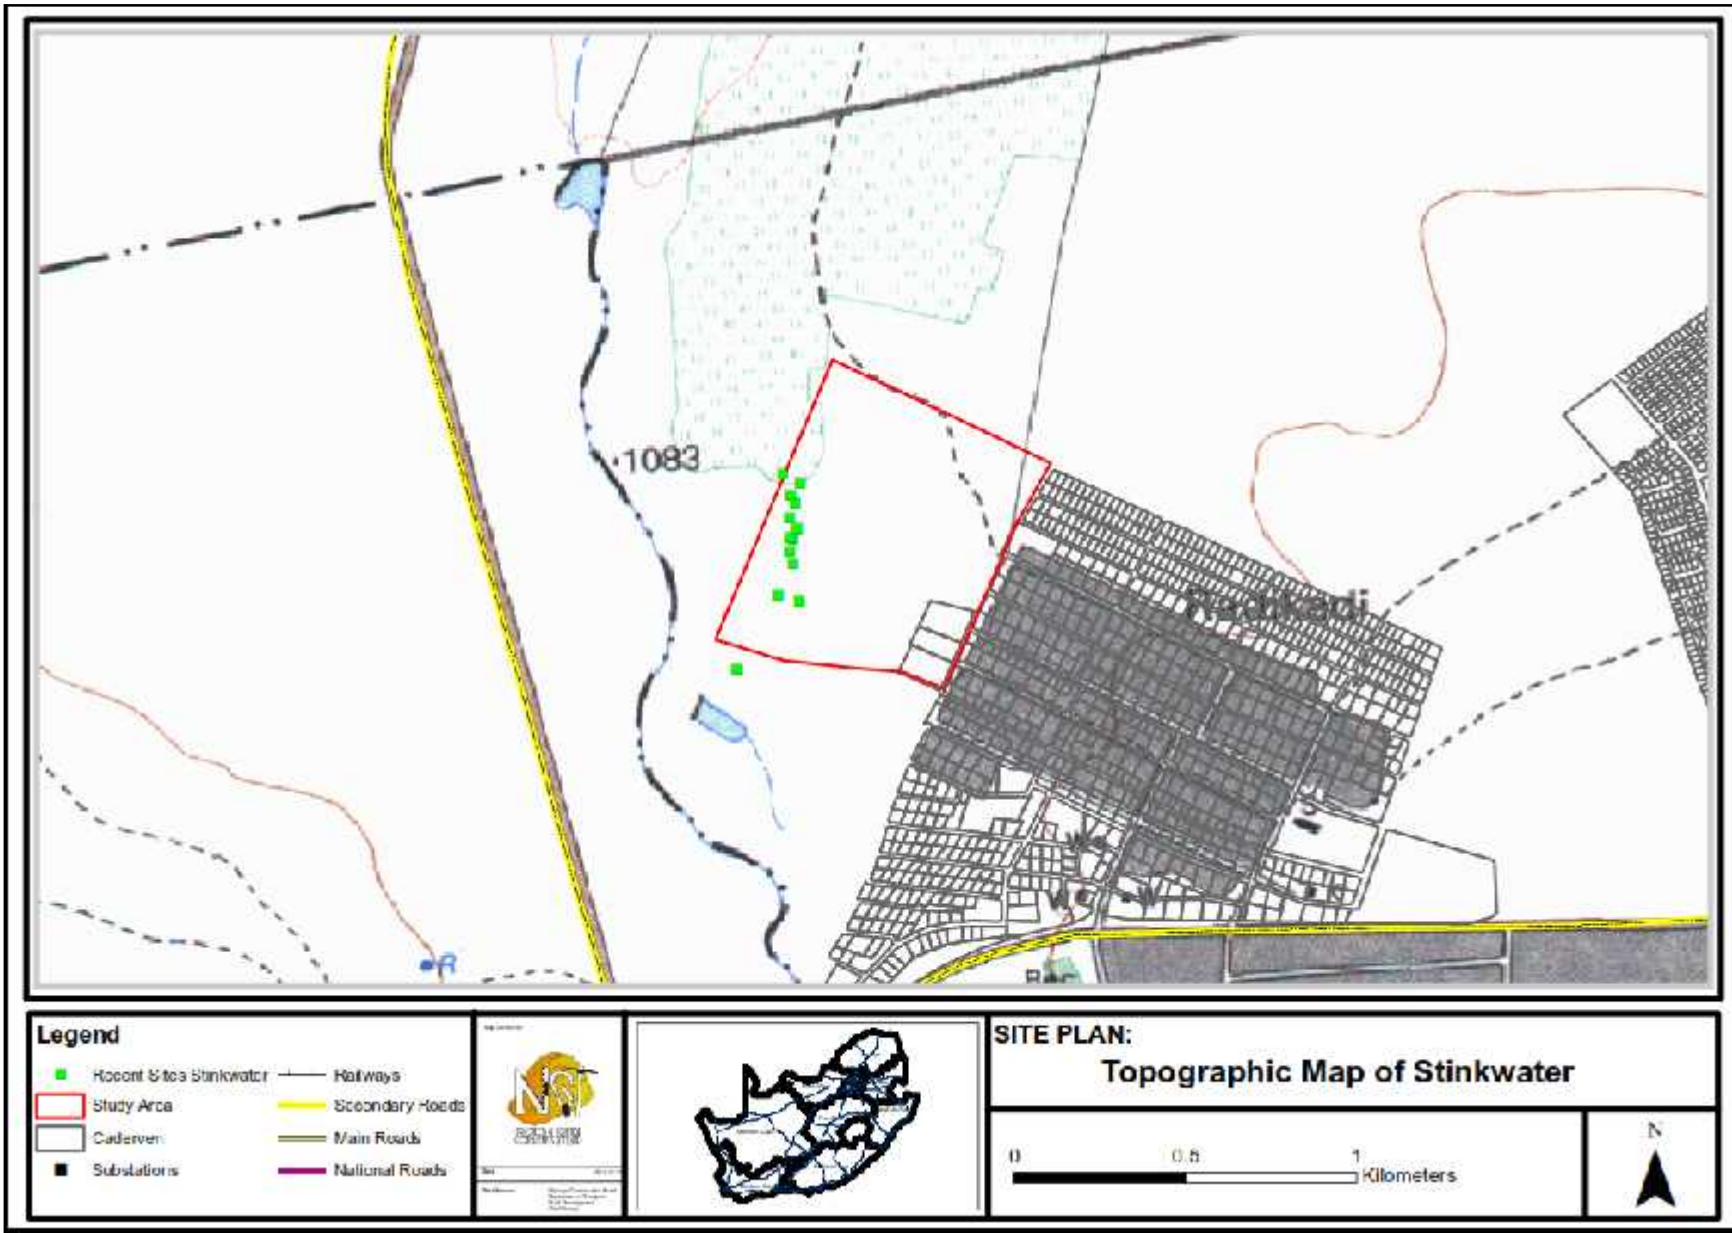 1083
R
Legend
Recent Sites Stinkwater
Study Area
Caderven
Substations
Railways
Secondary Roads
Main Roads
National Roads
SITE PLAN:
Topographic Map of Stinkwater
0 0.5 1
Kilometers
N